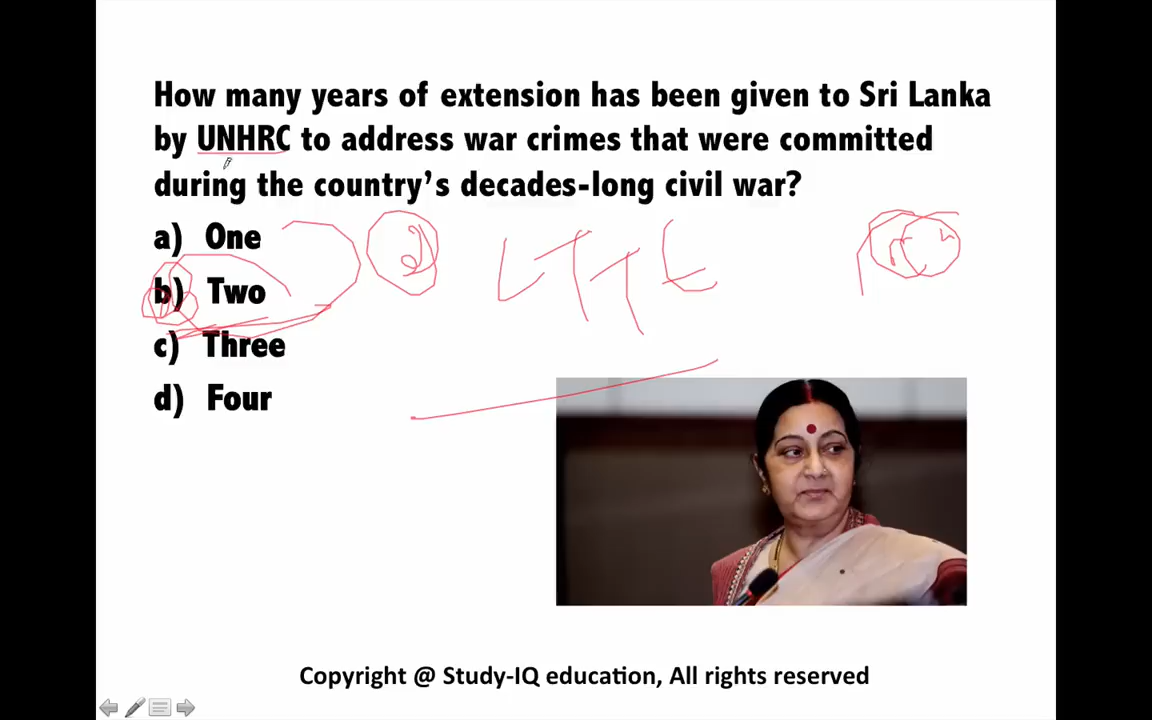 How many years of extension has been given to Sri Lanka
by UNHRC to address war crimes that were committed
during the country's decades-long civil war?
a) One
b) Two
c) Three
d) Four
2
LTTE
Copyright @ Study-IQ education, All rights reserved